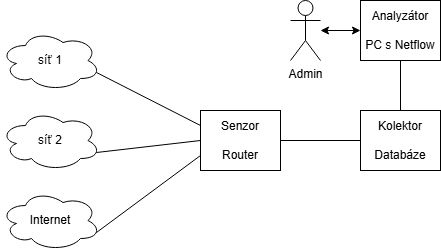 Analyzátor
PC s Netflow
Admin
síť 1
Senzor
Router
Kolektor
Databáze
síť 2
Internet